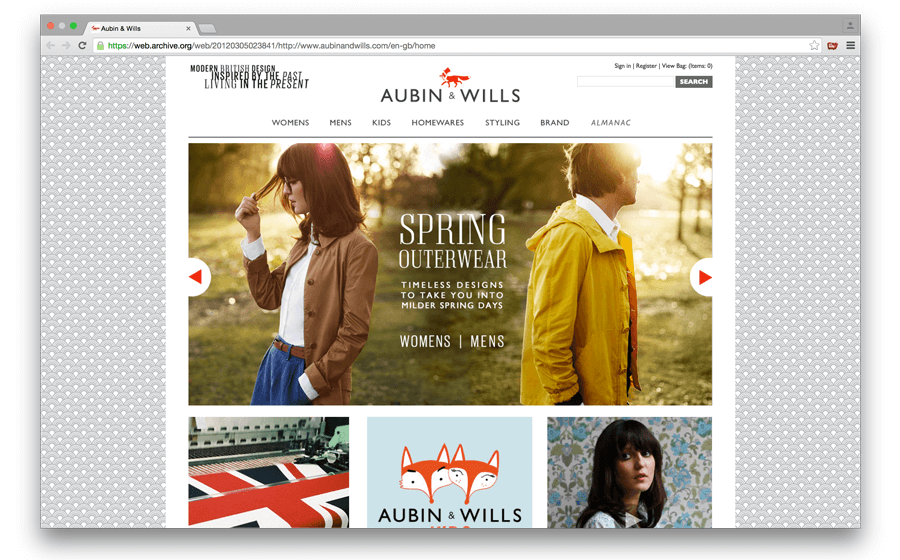 Aubin & Wills
https://web.archive.org/web/20120305023841/http://www.aubinandwills.com/en-gb/home
MODERN BRITISH DESIGN
INSPIRED BY THE PAST
LIVING IN THE PRESENT
AUBIN & WILLS
Sign in | Register | View Bag: (Items: 0)
SEARCH
WOMENS MENS KIDS HOMEWARES STYLING BRAND ALMANAC
SPRING
OUTERWEAR
TIMELESS DESIGNS
TO TAKE YOU INTO
MILDER SPRING DAYS
WOMENS | MENS
AUBIN & WILLS
KIDS